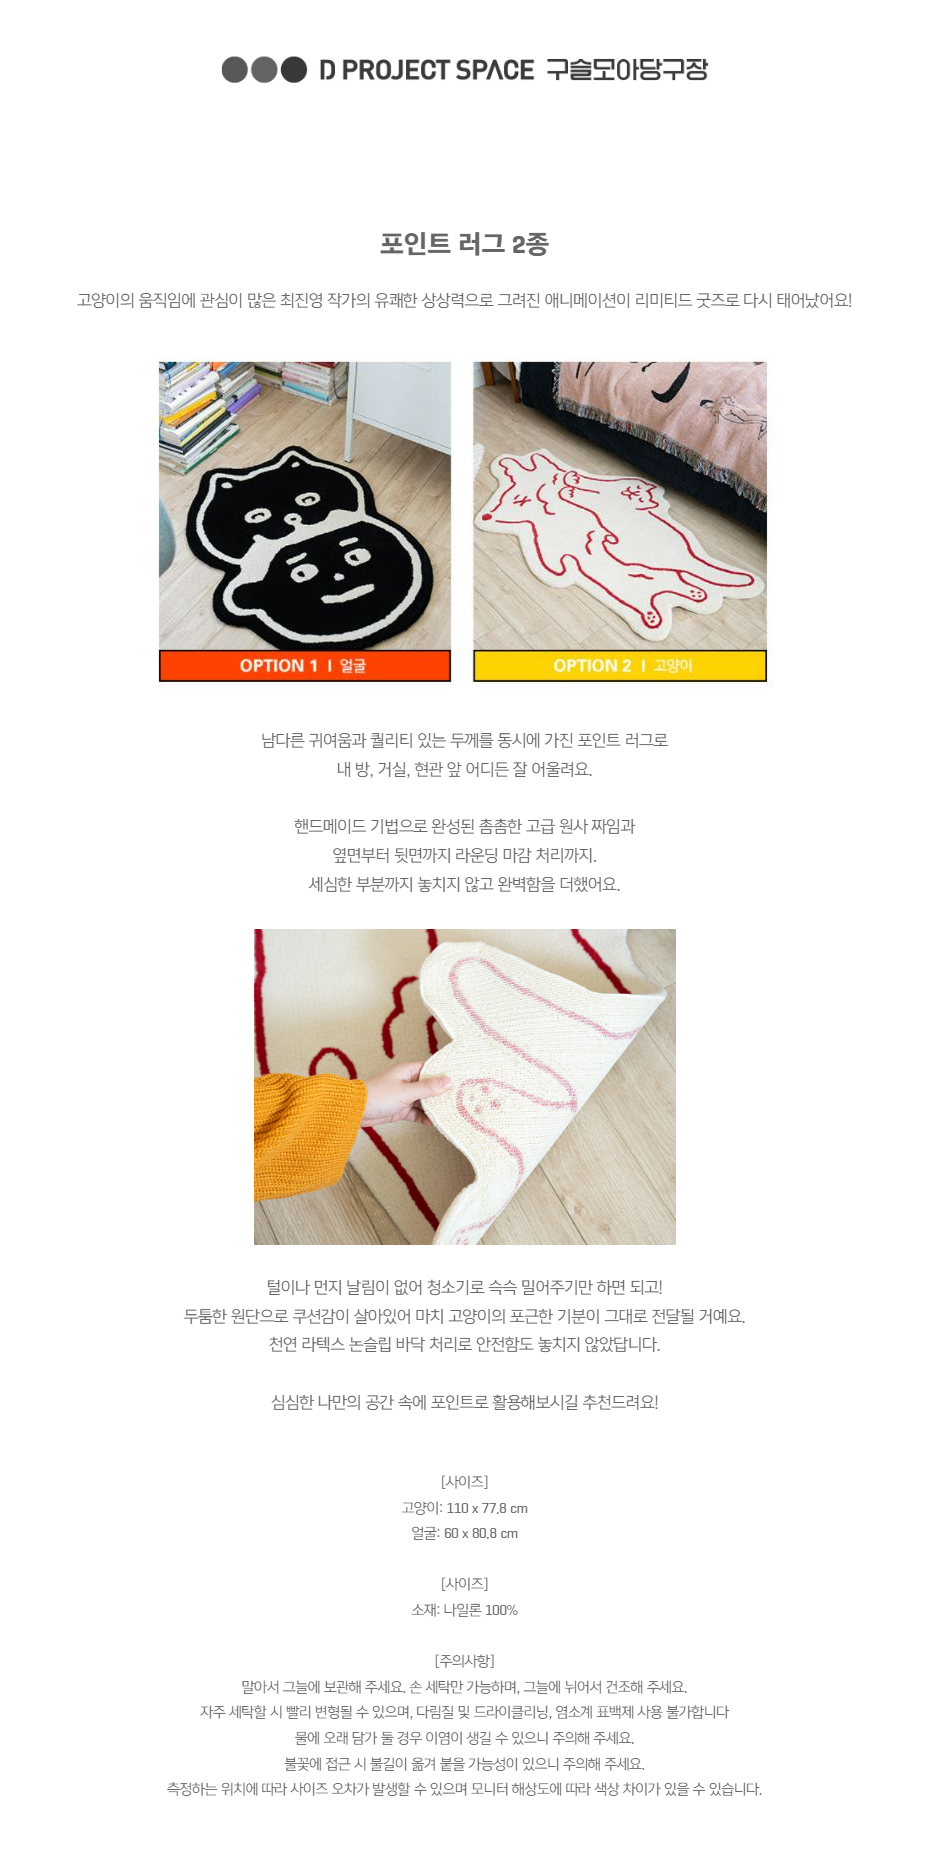 D PROJECT SPACE 구슬모아당구장
포인트 러그 2종
고양이의 움직임에 관심이 많은 최진영 작가의 유쾌한 상상력으로 그려진 애니메이션이 리미티드 굿즈로 다시 태어났어요!
OPTION 1 I 얼굴
OPTION 2 I 고양이
남다른 귀여움과 퀄리티 있는 두께를 동시에 가진 포인트 러그로
내 방, 거실, 현관 앞 어디든 잘 어울려요.
핸드메이드 기법으로 완성된 촘촘한 고급 원사 짜임과
옆면부터 뒷면까지 라운딩 마감 처리까지.
세심한 부분까지 놓치지 않고 완벽함을 더했어요.
털이나 먼지 날림이 없어 청소기로 슥슥 밀어주기만 하면 되고!
두툼한 원단으로 쿠션감이 살아있어 마치 고양이의 포근한 기분이 그대로 전달될 거예요.
천연 라텍스 논슬립 바닥 처리로 안전함도 놓치지 않았답니다.
심심한 나만의 공간 속에 포인트로 활용해보시길 추천드려요!
[사이즈]
고양이: 110 x 77.8 cm
얼굴: 60 x 80.8 cm
[사이즈]
소재: 나일론 100%
[주의사항]
말아서 그늘에 보관해 주세요. 손 세탁만 가능하며, 그늘에 뉘어서 건조해 주세요.
자주 세탁할 시 빨리 변형될 수 있으며, 다림질 및 드라이클리닝, 염소계 표백제 사용 불가합니다
물에 오래 담가 둘 경우 이염이 생길 수 있으니 주의해 주세요.
불꽃에 접근 시 불길이 옮겨 붙을 가능성이 있으니 주의해 주세요.
측정하는 위치에 따라 사이즈 오차가 발생할 수 있으며 모니터 해상도에 따라 색상 차이가 있을 수 있습니다.